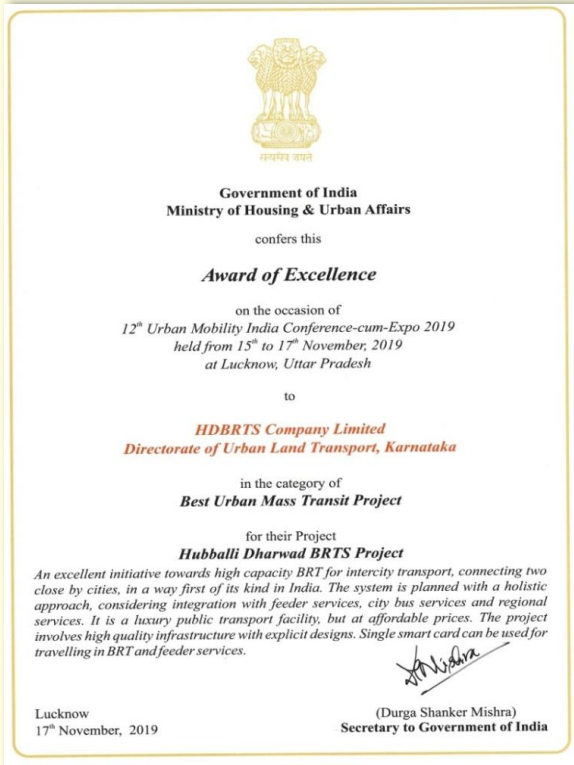 सत्यमेव जयते
Government of India
Ministry of Housing & Urban Affairs
confers this
Award of Excellence
on the occasion of
12th Urban Mobility India Conference-cum-Expo 2019
held from 15th to 17th November, 2019
at Lucknow, Uttar Pradesh
to
HDBRTS Company Limited
Directorate of Urban Land Transport, Karnataka
in the category of
Best Urban Mass Transit Project
for their Project
Hubballi Dharwad BRTS Project
An excellent initiative towards high capacity BRT for intercity transport, connecting two
close by cities, in a way first of its kind in India. The system is planned with a holistic
approach, considering integration with feeder services, city bus services and regional
services. It is a luxury public transport facility, but at affordable prices. The project
involves high quality infrastructure with explicit designs. Single smart card can be used for
travelling in BRT and feeder services.
DSMishra
Lucknow
17th November, 2019
(Durga Shanker Mishra)
Secretary to Government of India